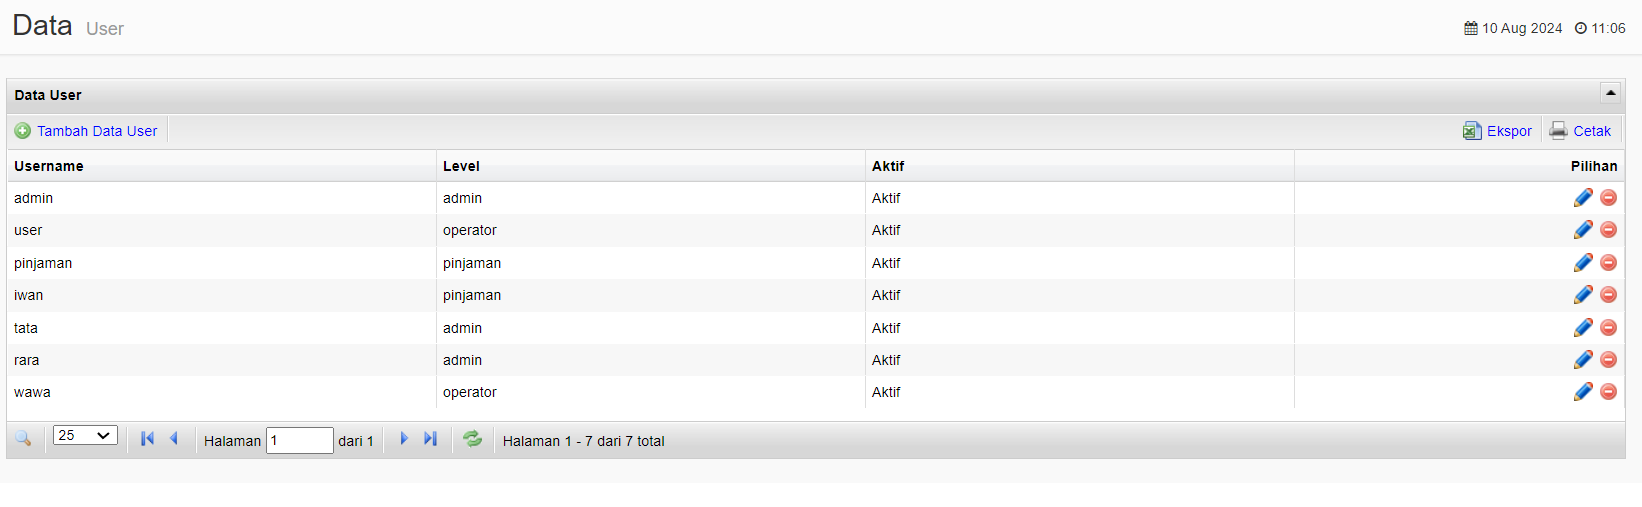 Data User
10 Aug 2024 11:06
Data User
Tambah Data User Ekspor Cetak
Username Level Aktif Pilihan
admin admin Aktif
user operator Aktif
pinjaman pinjaman Aktif
iwan pinjaman Aktif
tata admin Aktif
rara admin Aktif
wawa operator Aktif
25 Halaman 1 dari 1 Halaman 1 - 7 dari 7 total